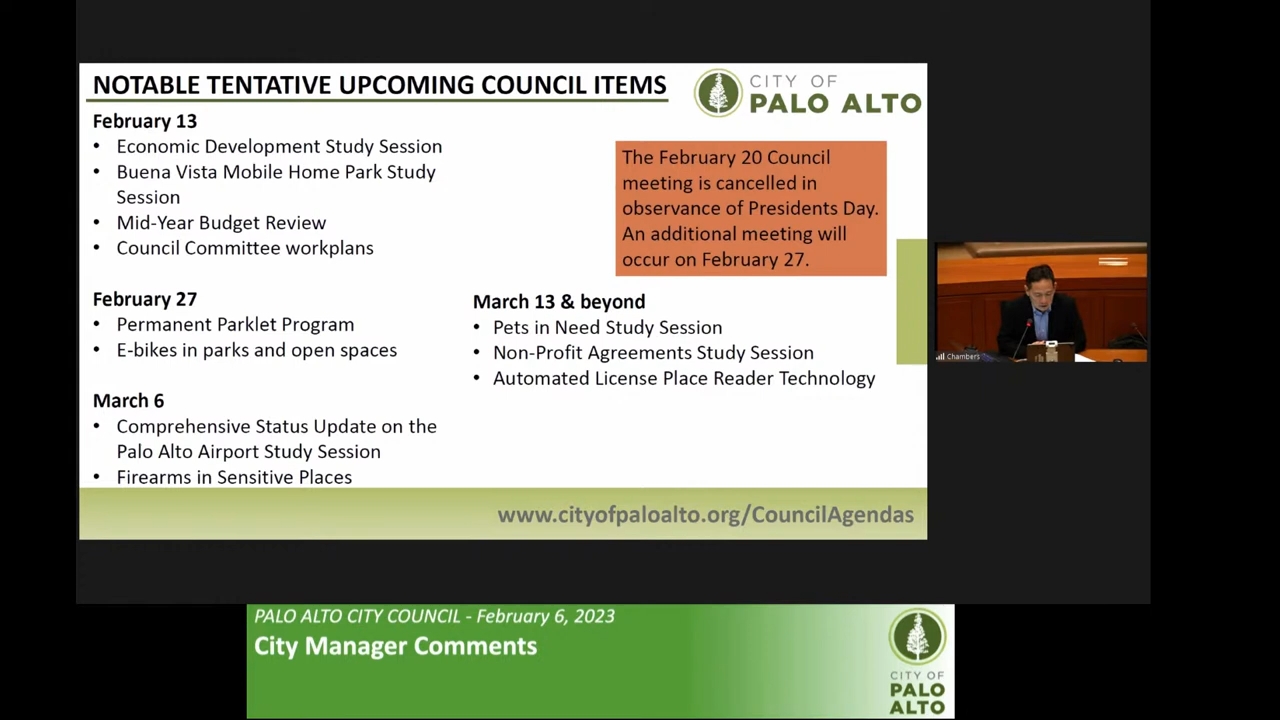 NOTABLE TENTATIVE UPCOMING COUNCIL ITEMS
CITY OF
PALO ALTO
February 13
• Economic Development Study Session
• Buena Vista Mobile Home Park Study
Session
• Mid-Year Budget Review
• Council Committee workplans
The February 20 Council
meeting is cancelled in
observance of Presidents Day.
An additional meeting will
occur on February 27.
February 27
• Permanent Parklet Program
• E-bikes in parks and open spaces
March 6
• Comprehensive Status Update on the
Palo Alto Airport Study Session
• Firearms in Sensitive Places
March 13 & beyond
• Pets in Need Study Session
• Non-Profit Agreements Study Session
• Automated License Place Reader Technology
www.cityofpaloalto.org/CouncilAgendas
Chambers
PALO ALTO CITY COUNCIL - February 6, 2023
City Manager Comments
CITY OF
PALO
ALTO